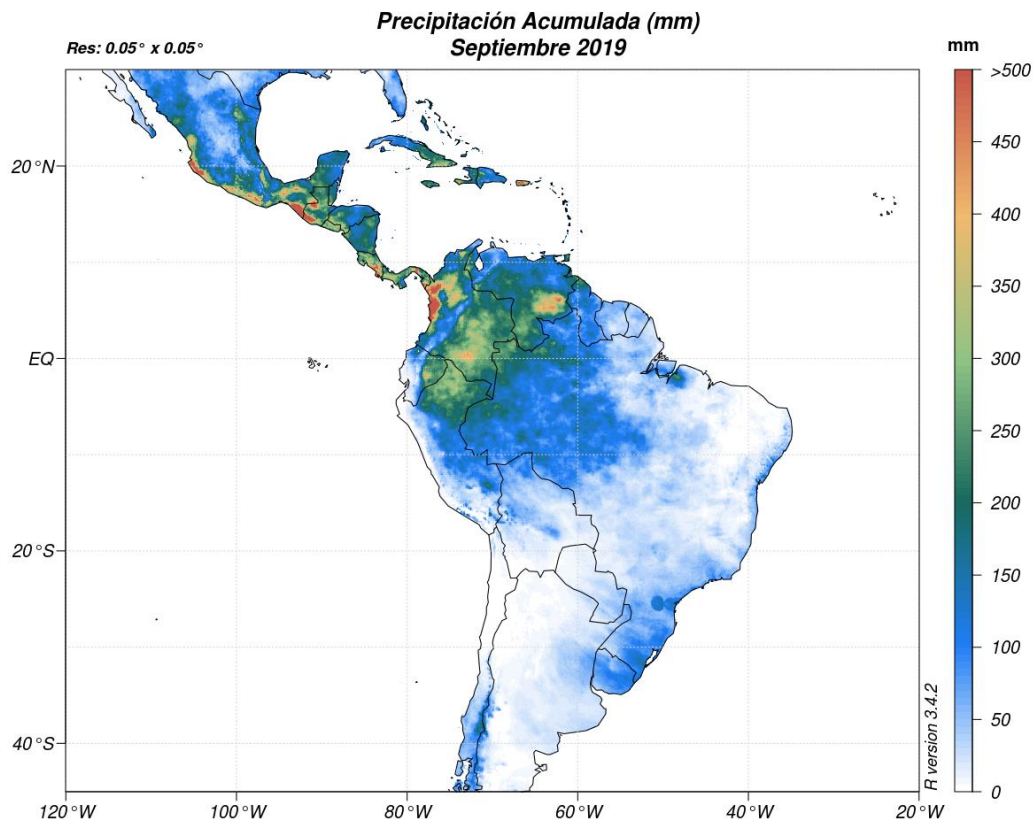 Precipitación Acumulada (mm)
Septiembre 2019
Res: 0.05° x 0.05°
mm
>500
450
400
350
300
250
200
150
100
50
0
20°N
EQ
20°S
40°S
120°W
100°W
80°W
60°W
40°W
20°W
R version 3.4.2